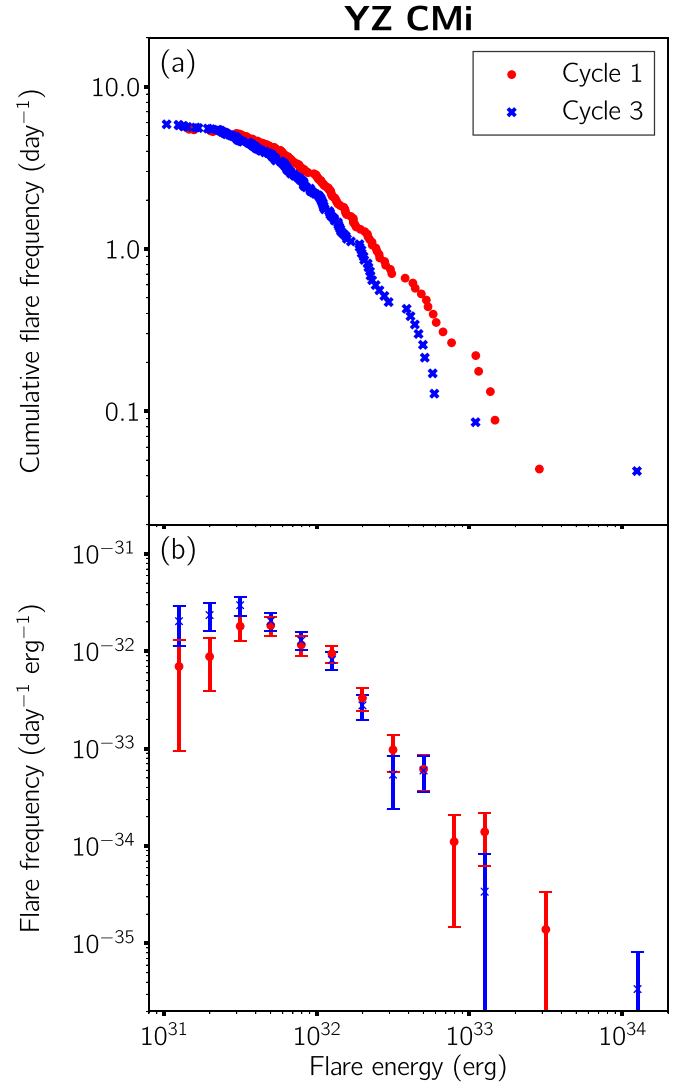 YZ CMi
(a)
Cycle 1
Cycle 3
Cumulative flare frequency (day⁻¹)
10.0
1.0
0.1
(b)
Flare frequency (day⁻¹ erg⁻¹)
10⁻³¹
10⁻³²
10⁻³³
10⁻³⁴
10⁻³⁵
10³¹ 10³² 10³³ 10³⁴
Flare energy (erg)